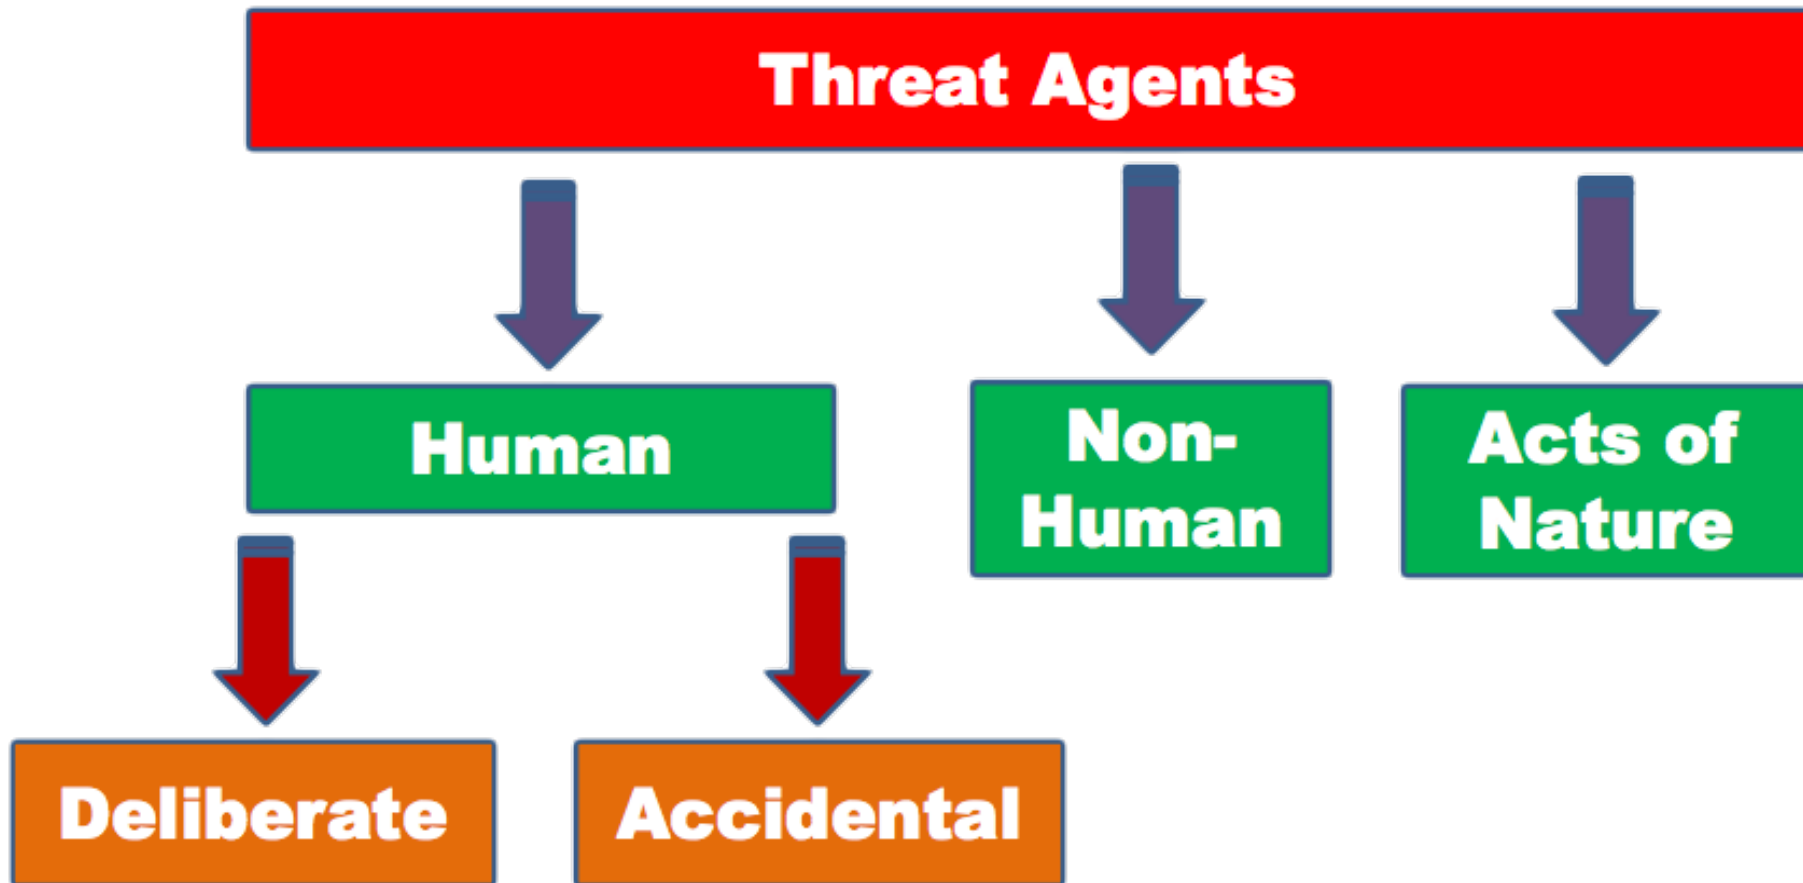 Threat Agents
Human
Non-
Human
Acts of
Nature
Deliberate
Accidental